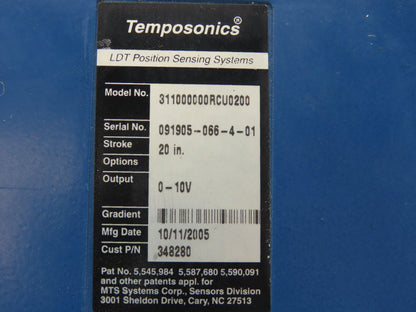 Temposonics®
LDT Position Sensing Systems
Model No. 311000000RCU0200
Serial No. 091905-066-4-01
Stroke 20 in.
Options
Output 0-10V
Gradient
Mfg Date 10/11/2005
Cust P/N 348280
Pat No. 5,545,984 5,587,680 5,590,091
and other patents appl. for
MTS Systems Corp., Sensors Division
3001 Sheldon Drive, Cary, NC 27513